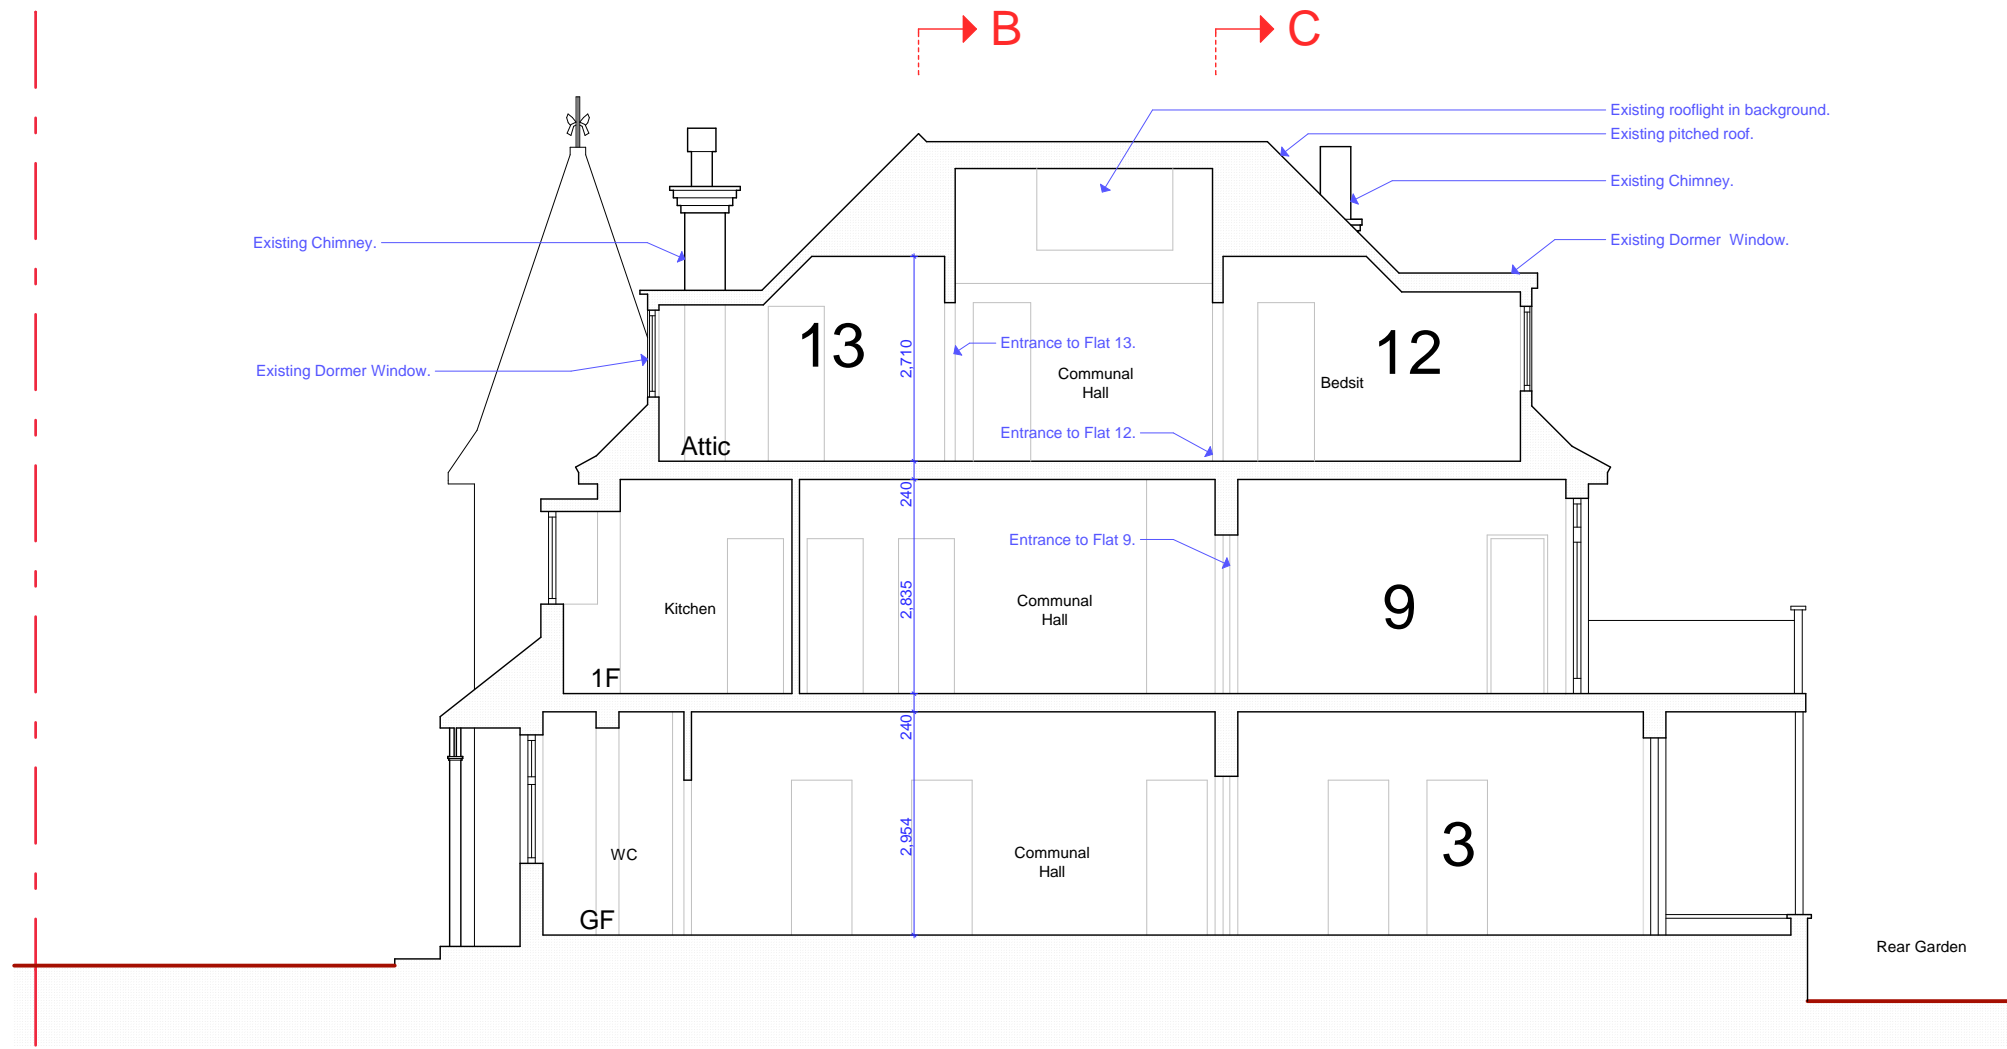 B
C
Existing rooflight in background.
Existing pitched roof.
Existing Chimney.
Existing Dormer  Window.
Existing Chimney.
Existing Dormer Window.
13
2,710
Entrance to Flat 13.
Communal
Hall
Bedsit
12
Attic
Entrance to Flat 12.
240
Entrance to Flat 9.
Kitchen
2,835
Communal
Hall
9
1F
240
WC
2,954
Communal
Hall
3
GF
Rear Garden